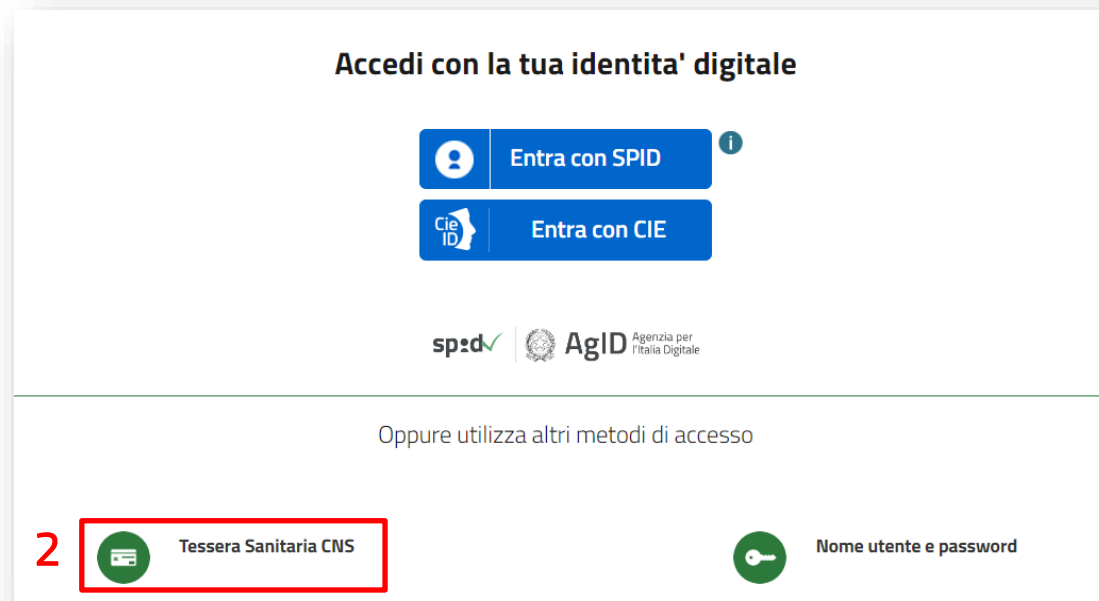 Accedi con la tua identita' digitale
Entra con SPID
i
Cie
ID
Entra con CIE
spid
AgID
Agenzia per
l'Italia Digitale
Oppure utilizza altri metodi di accesso
2
Tessera Sanitaria CNS
Nome utente e password